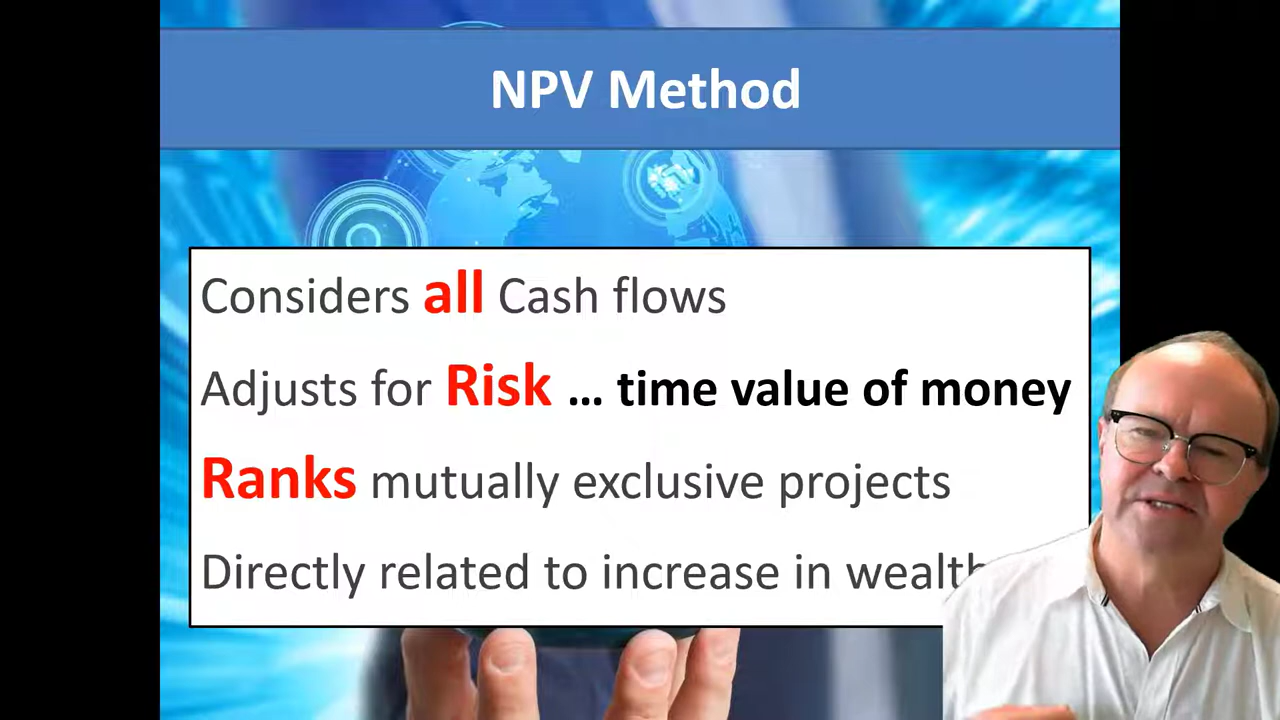 NPV Method
Considers all Cash flows
Adjusts for Risk ... time value of money
Ranks mutually exclusive projects
Directly related to increase in wealth